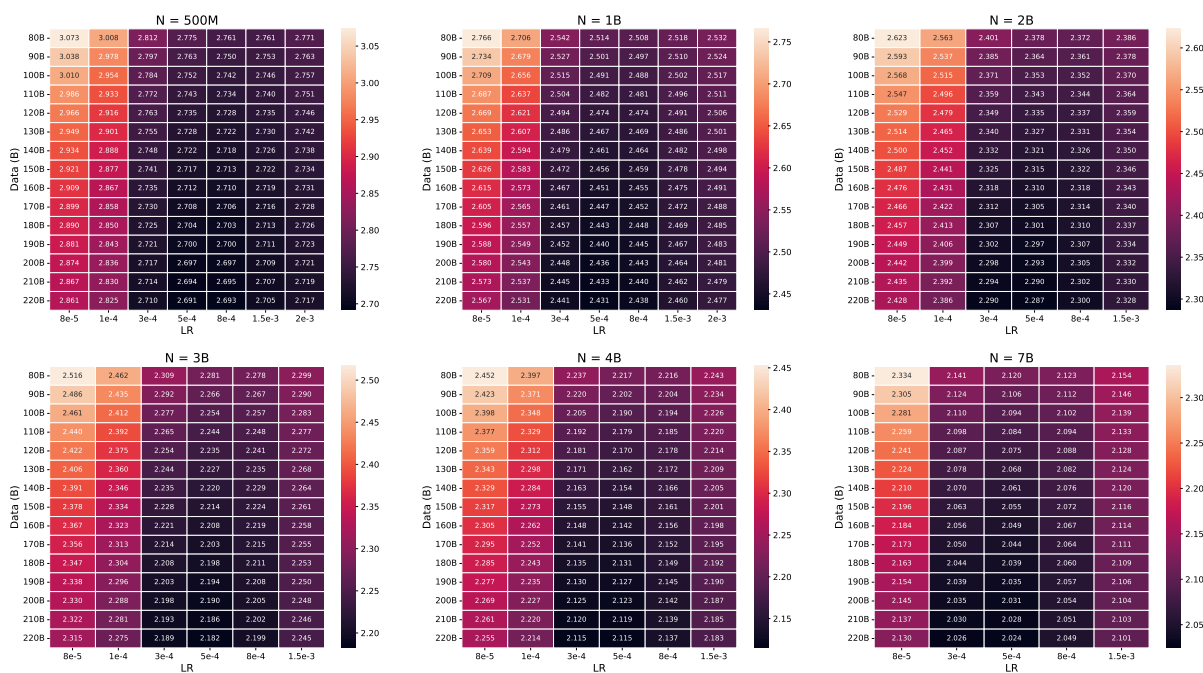 N = 500M
80B 3.073 3.008 2.812 2.775 2.761 2.761 2.771
90B 3.038 2.978 2.797 2.763 2.750 2.753 2.763
100B 3.010 2.954 2.784 2.752 2.742 2.746 2.757
110B 2.986 2.933 2.772 2.743 2.734 2.740 2.751
120B 2.966 2.916 2.763 2.735 2.728 2.735 2.746
130B 2.949 2.901 2.755 2.728 2.722 2.730 2.742
140B 2.934 2.888 2.748 2.722 2.718 2.726 2.738
150B 2.921 2.877 2.741 2.717 2.713 2.722 2.734
160B 2.909 2.867 2.735 2.712 2.710 2.719 2.731
170B 2.899 2.858 2.730 2.708 2.706 2.716 2.728
180B 2.890 2.850 2.725 2.704 2.703 2.713 2.726
190B 2.881 2.843 2.721 2.700 2.700 2.711 2.723
200B 2.874 2.836 2.717 2.697 2.697 2.709 2.721
210B 2.867 2.830 2.714 2.694 2.695 2.707 2.719
220B 2.861 2.825 2.710 2.691 2.693 2.705 2.717
8e-5 1e-4 3e-4 5e-4 8e-4 1.5e-3 2e-3
LR
Data (B)
3.05
3.00
2.95
2.90
2.85
2.80
2.75
2.70
N = 1B
80B 2.766 2.706 2.542 2.514 2.508 2.518 2.532
90B 2.734 2.679 2.527 2.501 2.497 2.510 2.524
100B 2.709 2.656 2.515 2.491 2.488 2.502 2.517
110B 2.687 2.637 2.504 2.482 2.481 2.496 2.511
120B 2.669 2.621 2.494 2.474 2.474 2.491 2.506
130B 2.653 2.607 2.486 2.467 2.469 2.486 2.501
140B 2.639 2.594 2.479 2.461 2.464 2.482 2.498
150B 2.626 2.583 2.472 2.456 2.459 2.478 2.494
160B 2.615 2.573 2.467 2.451 2.455 2.475 2.491
170B 2.605 2.565 2.461 2.447 2.452 2.472 2.488
180B 2.596 2.557 2.457 2.443 2.448 2.469 2.485
190B 2.588 2.549 2.452 2.440 2.445 2.467 2.483
200B 2.580 2.543 2.448 2.436 2.443 2.464 2.481
210B 2.573 2.537 2.445 2.433 2.440 2.462 2.479
220B 2.567 2.531 2.441 2.431 2.438 2.460 2.477
8e-5 1e-4 3e-4 5e-4 8e-4 1.5e-3 2e-3
LR
Data (B)
2.75
2.70
2.65
2.60
2.55
2.50
2.45
N = 2B
80B 2.623 2.563 2.401 2.378 2.372 2.386
90B 2.593 2.537 2.385 2.364 2.361 2.378
100B 2.568 2.515 2.371 2.353 2.352 2.370
110B 2.547 2.496 2.359 2.343 2.344 2.364
120B 2.529 2.479 2.349 2.335 2.337 2.359
130B 2.514 2.465 2.340 2.327 2.331 2.354
140B 2.500 2.452 2.332 2.321 2.326 2.350
150B 2.487 2.441 2.325 2.315 2.322 2.346
160B 2.476 2.431 2.318 2.310 2.318 2.343
170B 2.466 2.422 2.312 2.305 2.314 2.340
180B 2.457 2.413 2.307 2.301 2.310 2.337
190B 2.449 2.406 2.302 2.297 2.307 2.334
200B 2.442 2.399 2.298 2.293 2.305 2.332
210B 2.435 2.392 2.294 2.290 2.302 2.330
220B 2.428 2.386 2.290 2.287 2.300 2.328
8e-5 1e-4 3e-4 5e-4 8e-4 1.5e-3
LR
Data (B)
2.60
2.55
2.50
2.45
2.40
2.35
2.30
N = 3B
80B 2.516 2.462 2.309 2.281 2.278 2.299
90B 2.486 2.435 2.292 2.266 2.267 2.290
100B 2.461 2.412 2.277 2.254 2.257 2.283
110B 2.440 2.392 2.265 2.244 2.248 2.277
120B 2.422 2.375 2.254 2.235 2.241 2.272
130B 2.406 2.360 2.244 2.227 2.235 2.268
140B 2.391 2.346 2.235 2.220 2.229 2.264
150B 2.378 2.334 2.228 2.214 2.224 2.261
160B 2.367 2.323 2.221 2.208 2.219 2.258
170B 2.356 2.313 2.214 2.203 2.215 2.255
180B 2.347 2.304 2.208 2.198 2.211 2.253
190B 2.338 2.296 2.203 2.194 2.208 2.250
200B 2.330 2.288 2.198 2.190 2.205 2.248
210B 2.322 2.281 2.193 2.186 2.202 2.246
220B 2.315 2.275 2.189 2.182 2.199 2.245
8e-5 1e-4 3e-4 5e-4 8e-4 1.5e-3
LR
Data (B)
2.50
2.45
2.40
2.35
2.30
2.25
2.20
N = 4B
80B 2.452 2.397 2.237 2.217 2.216 2.243
90B 2.423 2.371 2.220 2.202 2.204 2.234
100B 2.398 2.348 2.205 2.190 2.194 2.226
110B 2.377 2.329 2.192 2.179 2.185 2.220
120B 2.359 2.312 2.181 2.170 2.178 2.214
130B 2.343 2.298 2.171 2.162 2.172 2.209
140B 2.329 2.284 2.163 2.154 2.166 2.205
150B 2.317 2.273 2.155 2.148 2.161 2.201
160B 2.305 2.262 2.148 2.142 2.156 2.198
170B 2.295 2.252 2.141 2.136 2.152 2.195
180B 2.285 2.243 2.135 2.131 2.149 2.192
190B 2.277 2.235 2.130 2.127 2.145 2.190
200B 2.269 2.227 2.125 2.123 2.142 2.187
210B 2.261 2.220 2.120 2.119 2.139 2.185
220B 2.255 2.214 2.115 2.115 2.137 2.183
8e-5 1e-4 3e-4 5e-4 8e-4 1.5e-3
LR
Data (B)
2.45
2.40
2.35
2.30
2.25
2.20
2.15
N = 7B
80B 2.334 2.141 2.120 2.123 2.154
90B 2.305 2.124 2.106 2.112 2.146
100B 2.281 2.110 2.094 2.102 2.139
110B 2.259 2.098 2.084 2.094 2.133
120B 2.241 2.087 2.075 2.088 2.128
130B 2.224 2.078 2.068 2.082 2.124
140B 2.210 2.070 2.061 2.076 2.120
150B 2.196 2.063 2.055 2.072 2.116
160B 2.184 2.056 2.049 2.067 2.114
170B 2.173 2.050 2.044 2.064 2.111
180B 2.163 2.044 2.039 2.060 2.109
190B 2.154 2.039 2.035 2.057 2.106
200B 2.145 2.035 2.031 2.054 2.104
210B 2.137 2.030 2.028 2.051 2.103
220B 2.130 2.026 2.024 2.049 2.101
8e-5 3e-4 5e-4 8e-4 1.5e-3
LR
Data (B)
2.30
2.25
2.20
2.15
2.10
2.05